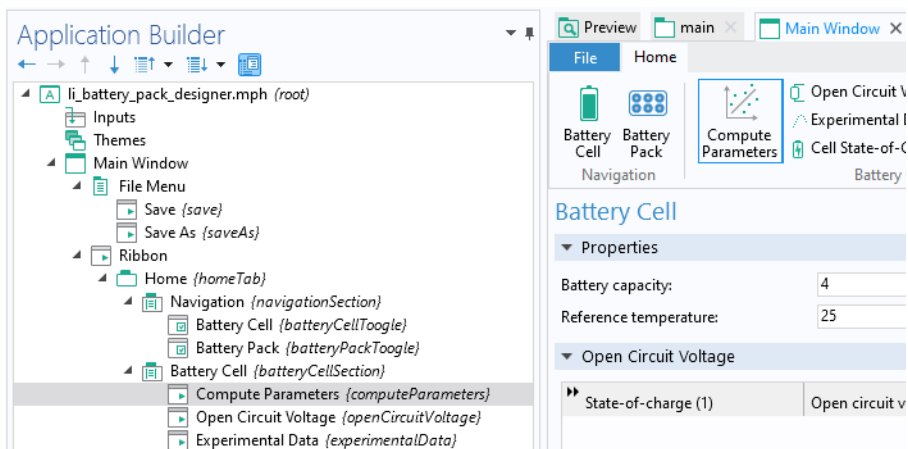 Application Builder
li_battery_pack_designer.mph (root)
Inputs
Themes
Main Window
File Menu
Save {save}
Save As {saveAs}
Ribbon
Home {homeTab}
Navigation {navigationSection}
Battery Cell {batteryCellToogle}
Battery Pack {batteryPackToogle}
Battery Cell {batteryCellSection}
Compute Parameters {computeParameters}
Open Circuit Voltage {openCircuitVoltage}
Experimental Data {experimentalData}
Preview main Main Window
File Home
Battery Cell
Battery Pack
Compute Parameters
Open Circuit V
Experimental D
Cell State-of-C
Navigation Battery
Battery Cell
Properties
Battery capacity: 4
Reference temperature: 25
Open Circuit Voltage
State-of-charge (1) Open circuit v